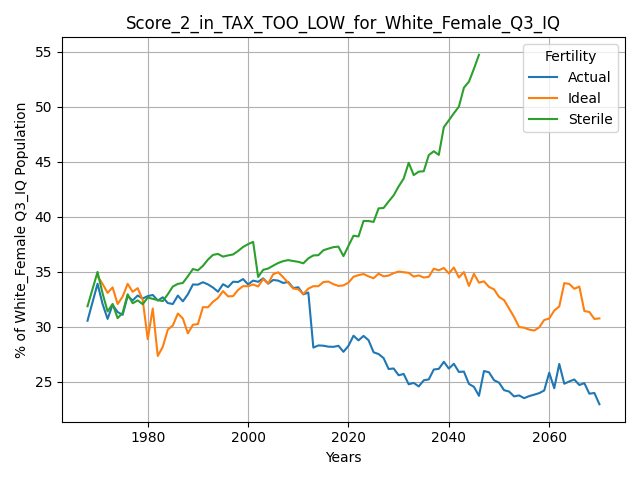 Score_2_in_TAX_TOO_LOW_for_White_Female_Q3_IQ
% of White_Female Q3_IQ Population
55
50
45
40
35
30
25
Fertility
Actual
Ideal
Sterile
1980
2000
2020
2040
2060
Years